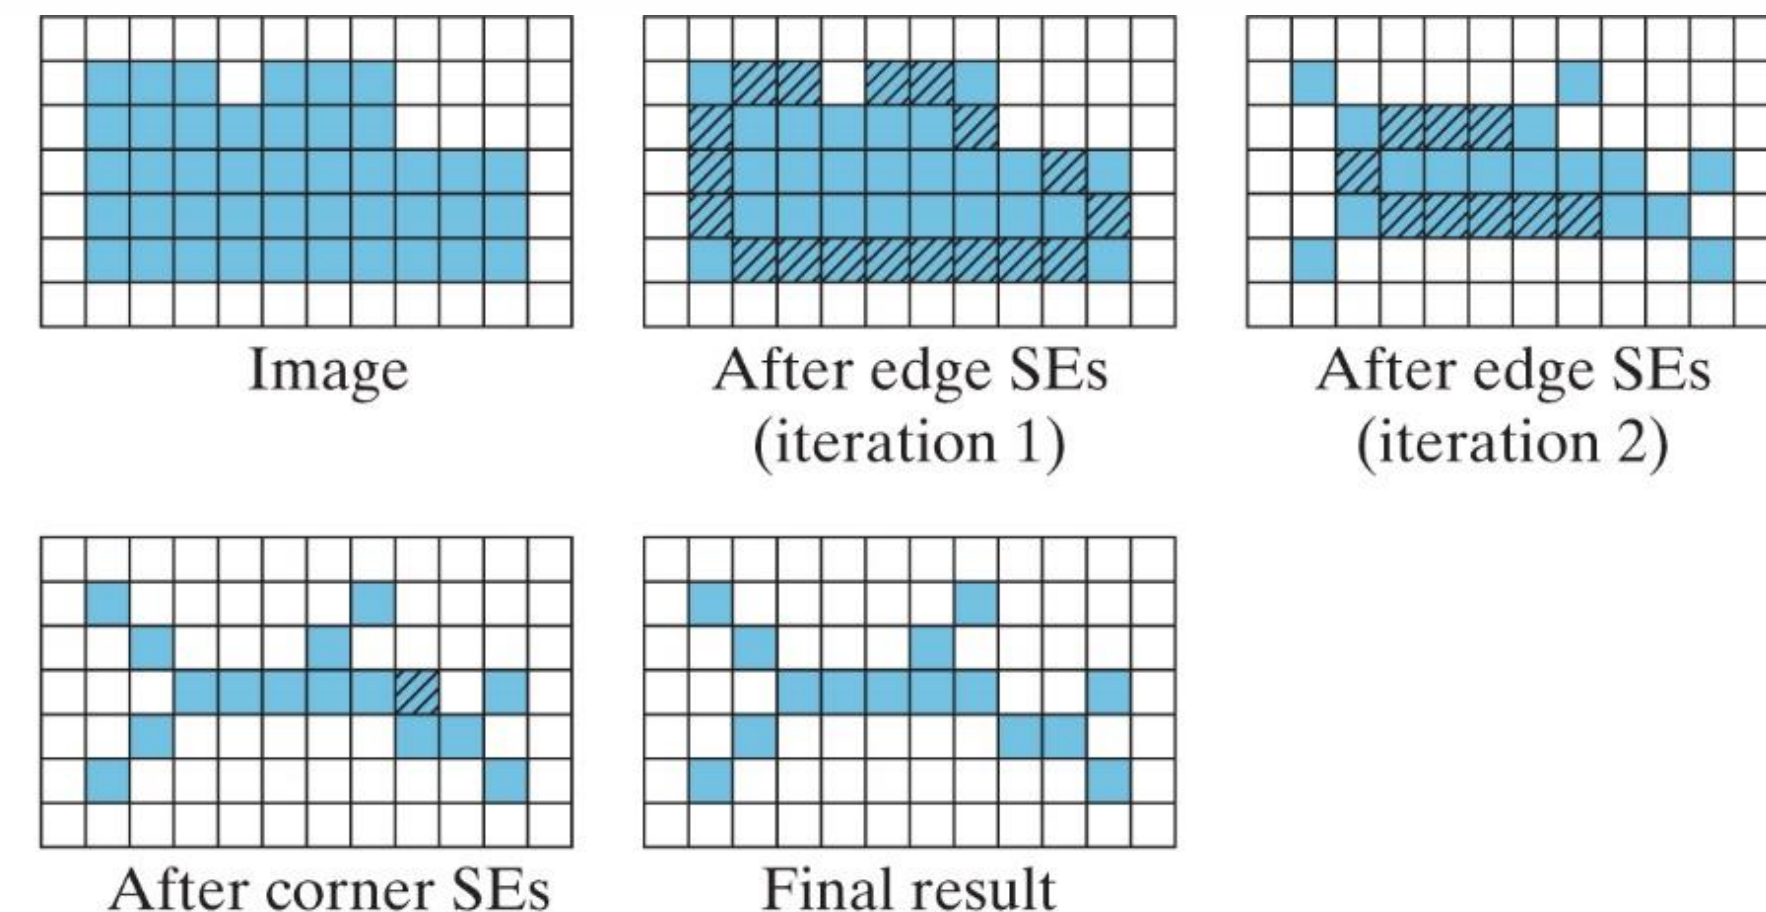 Image
After edge SEs
(iteration 1)
After edge SEs
(iteration 2)
After corner SEs
Final result